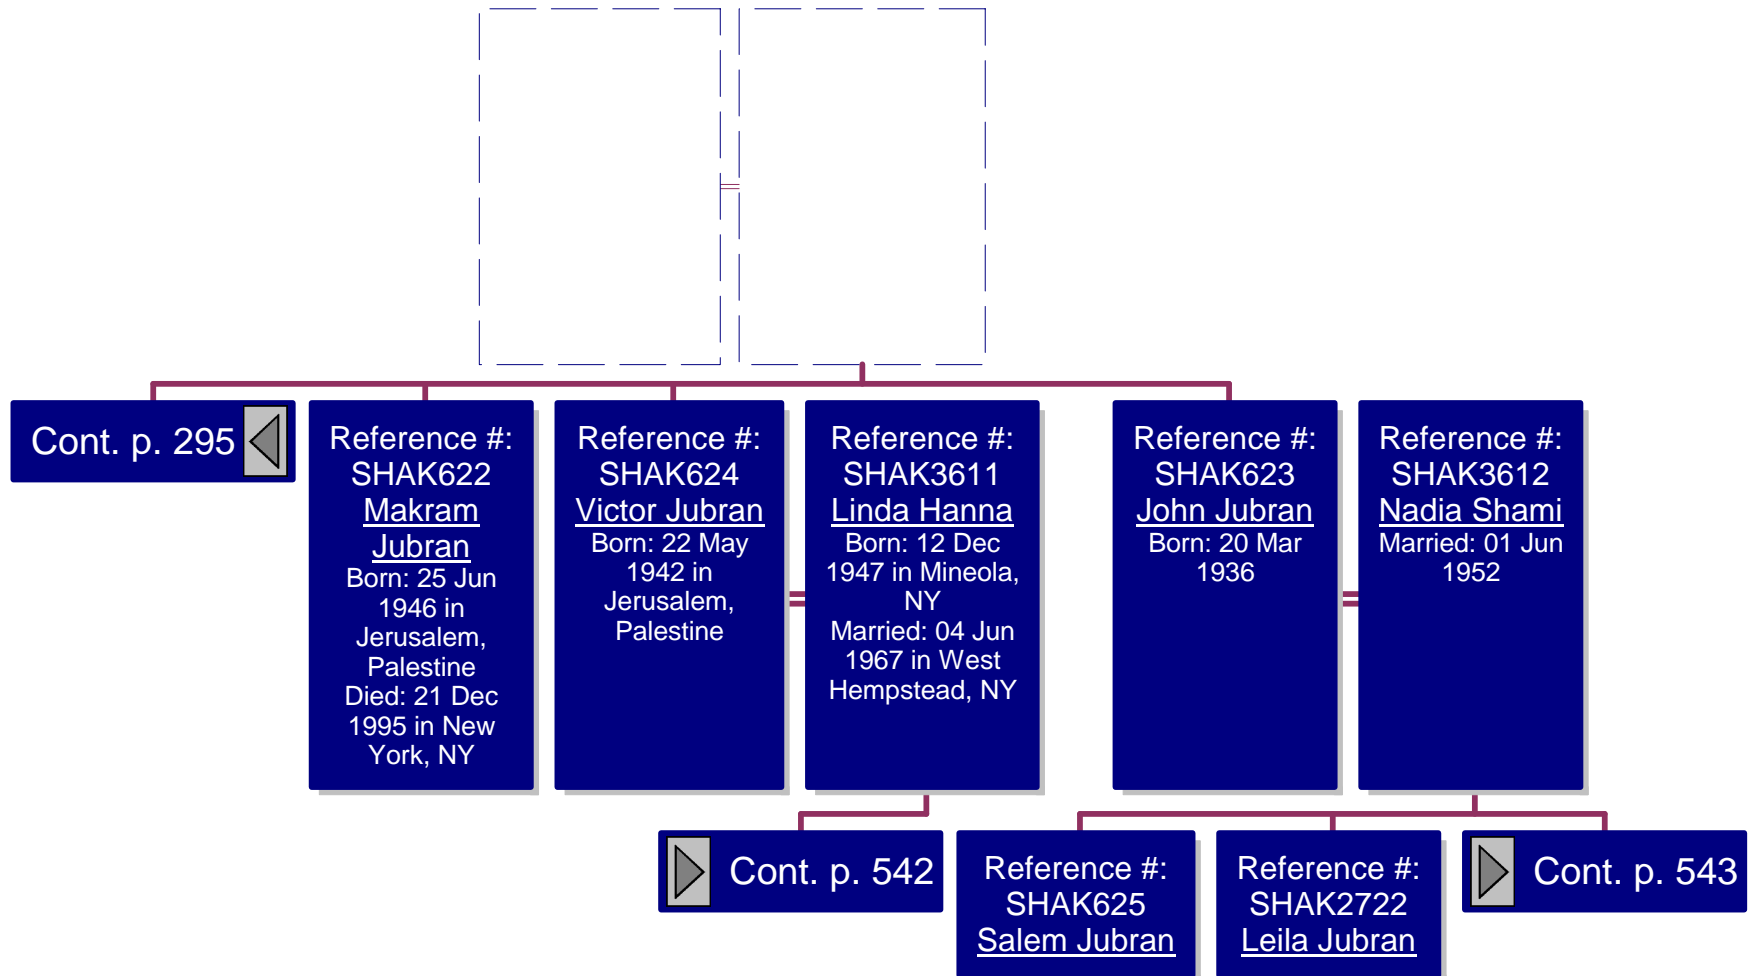 Cont. p. 295
Reference #:
SHAK622
Makram
Jubran
Born: 25 Jun
1946 in
Jerusalem,
Palestine
Died: 21 Dec
1995 in New
York, NY
Reference #:
SHAK624
Victor Jubran
Born: 22 May
1942 in
Jerusalem,
Palestine
Reference #:
SHAK3611
Linda Hanna
Born: 12 Dec
1947 in Mineola,
NY
Married: 04 Jun
1967 in West
Hempstead, NY
Reference #:
SHAK623
John Jubran
Born: 20 Mar
1936
Reference #:
SHAK3612
Nadia Shami
Married: 01 Jun
1952
Cont. p. 542
Reference #:
SHAK625
Salem Jubran
Reference #:
SHAK2722
Leila Jubran
Cont. p. 543